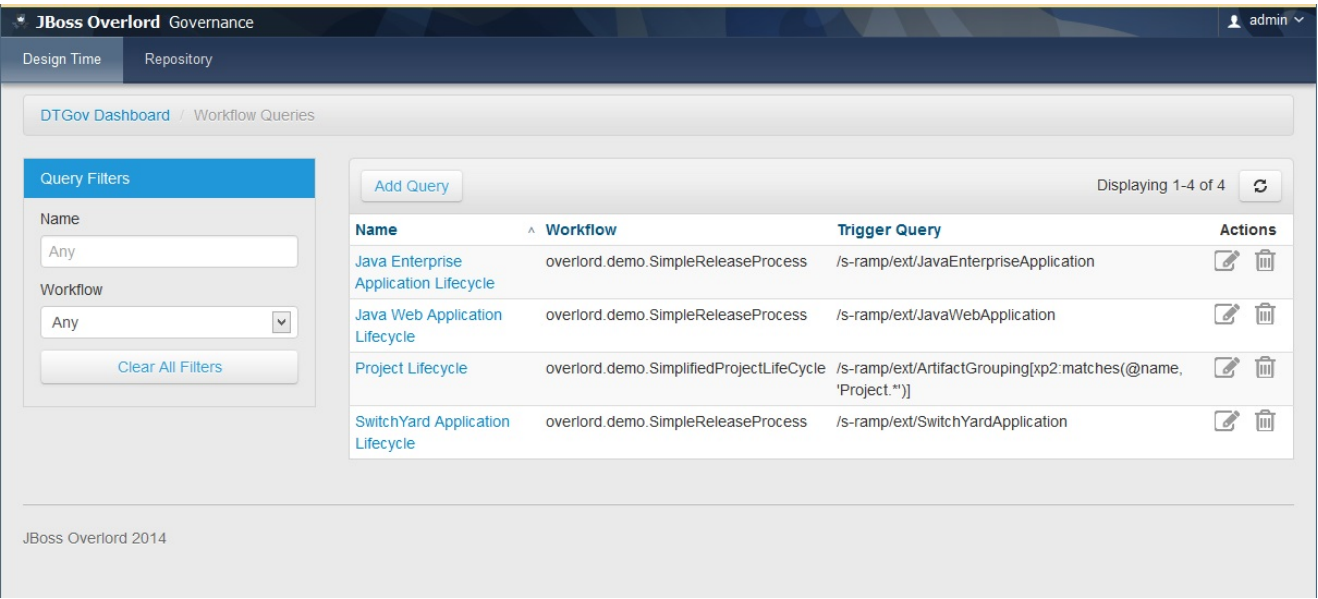 JBoss Overlord Governance
admin
Design Time
Repository
DTGov Dashboard / Workflow Queries
Query Filters
Name
Any
Workflow
Any
Clear All Filters
Add Query
Displaying 1-4 of 4
Name ^ Workflow Trigger Query Actions
Java Enterprise overlord.demo.SimpleReleaseProcess /s-ramp/ext/JavaEnterpriseApplication
Application Lifecycle
Java Web Application overlord.demo.SimpleReleaseProcess /s-ramp/ext/JavaWebApplication
Lifecycle
Project Lifecycle overlord.demo.SimplifiedProjectLifeCycle /s-ramp/ext/ArtifactGrouping[xp2:matches(@name,
'Project.*')]
SwitchYard Application overlord.demo.SimpleReleaseProcess /s-ramp/ext/SwitchYardApplication
Lifecycle
JBoss Overlord 2014